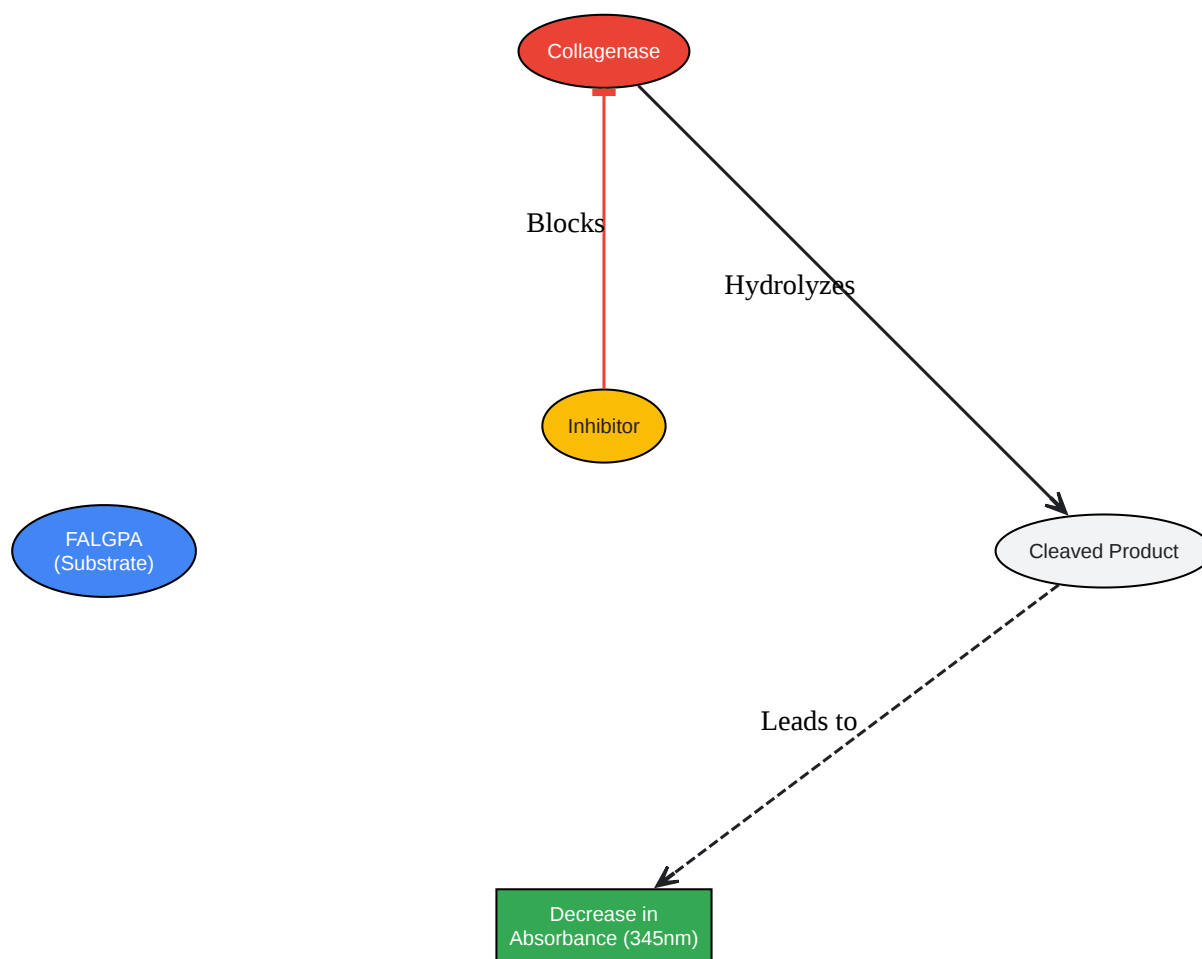 Collagenase
Blocks
Hydrolyzes
Inhibitor
FALGPA
(Substrate)
Cleaved Product
Leads to
Decrease in
Absorbance (345nm)